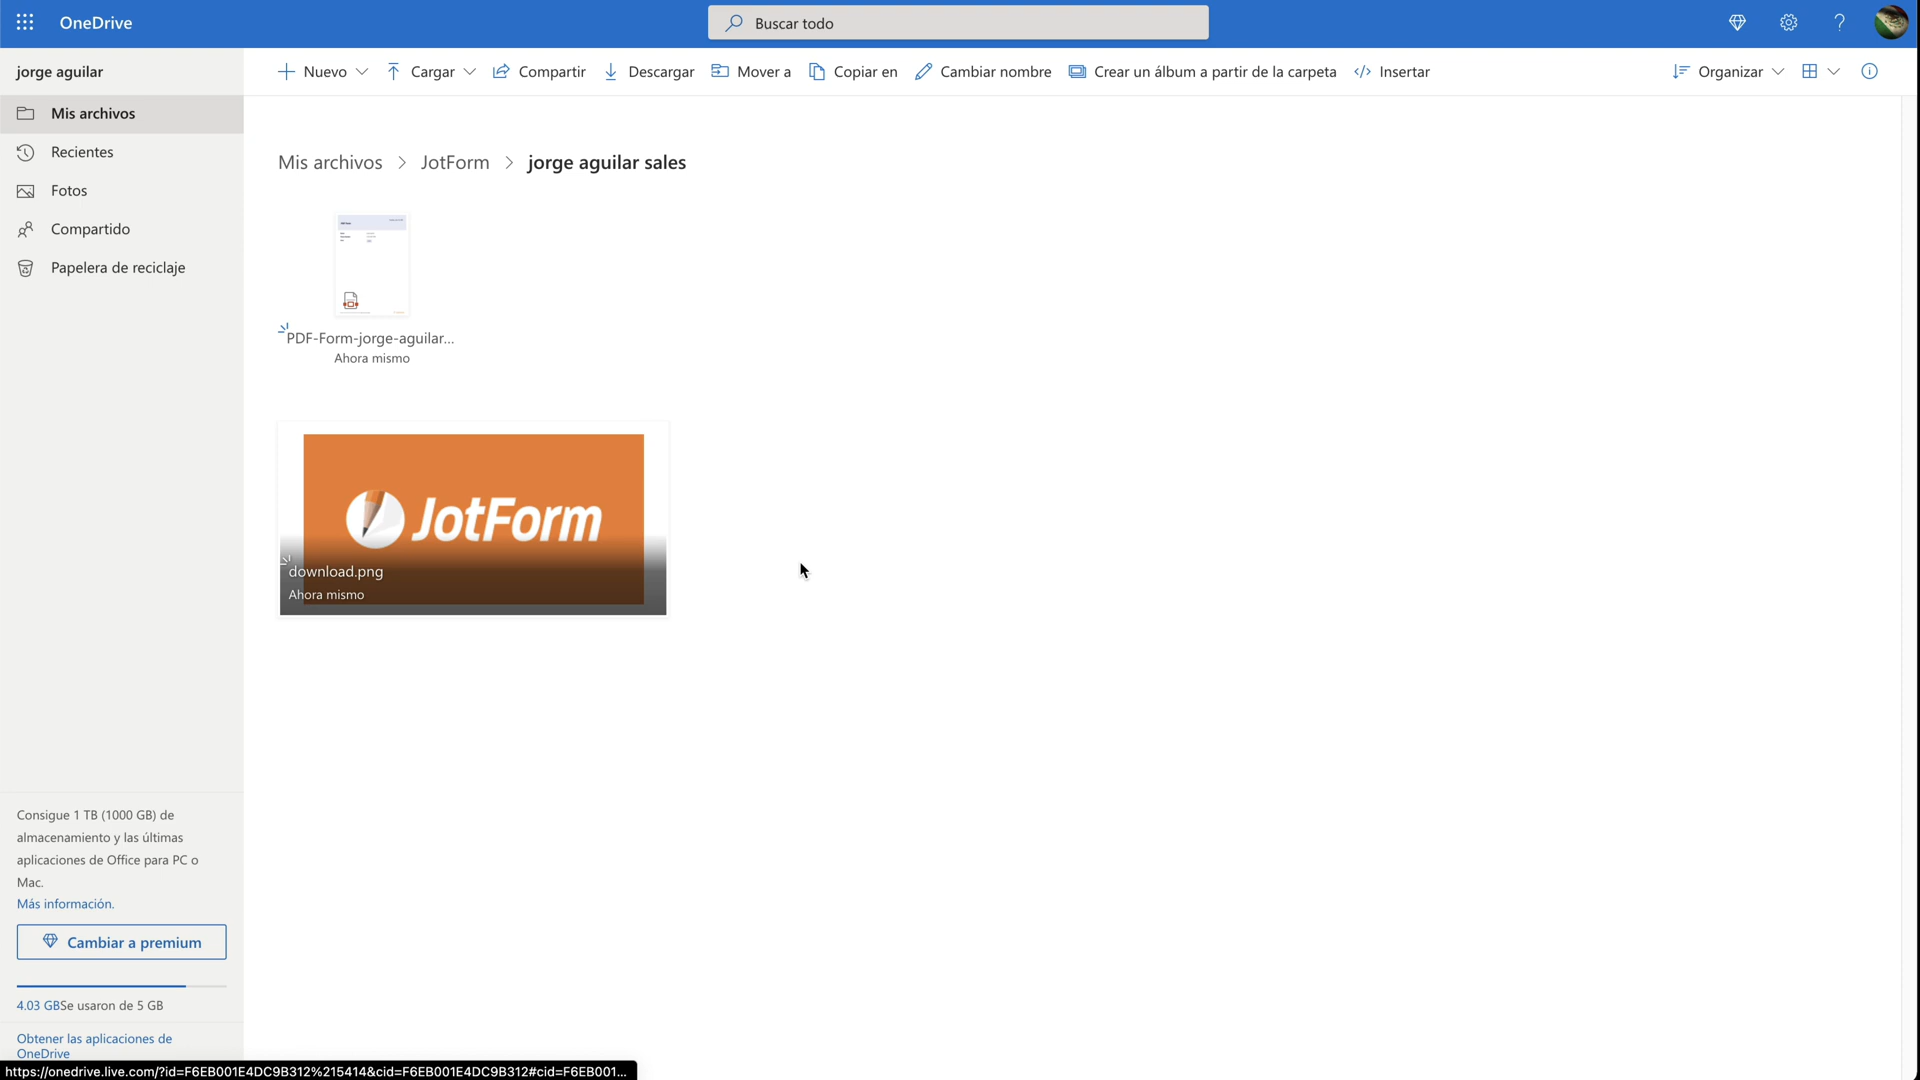 OneDrive
Buscar todo
jorge aguilar
Nuevo
Cargar
Compartir
Descargar
Mover a
Copiar en
Cambiar nombre
Crear un álbum a partir de la carpeta
Insertar
Organizar
Mis archivos
Recientes
Fotos
Compartido
Papelera de reciclaje
Mis archivos > JotForm > jorge aguilar sales
PDF-Form-jorge-aguilar...
Ahora mismo
JotForm
download.png
Ahora mismo
Consigue 1 TB (1000 GB) de
almacenamiento y las últimas
aplicaciones de Office para PC o
Mac.
Más información.
Cambiar a premium
4.03 GBSe usaron de 5 GB
Obtener las aplicaciones de
OneDrive
https://onedrive.live.com/?id=F6EB001E4DC9B312%215414&cid=F6EB001E4DC9B312#cid=F6EB001...